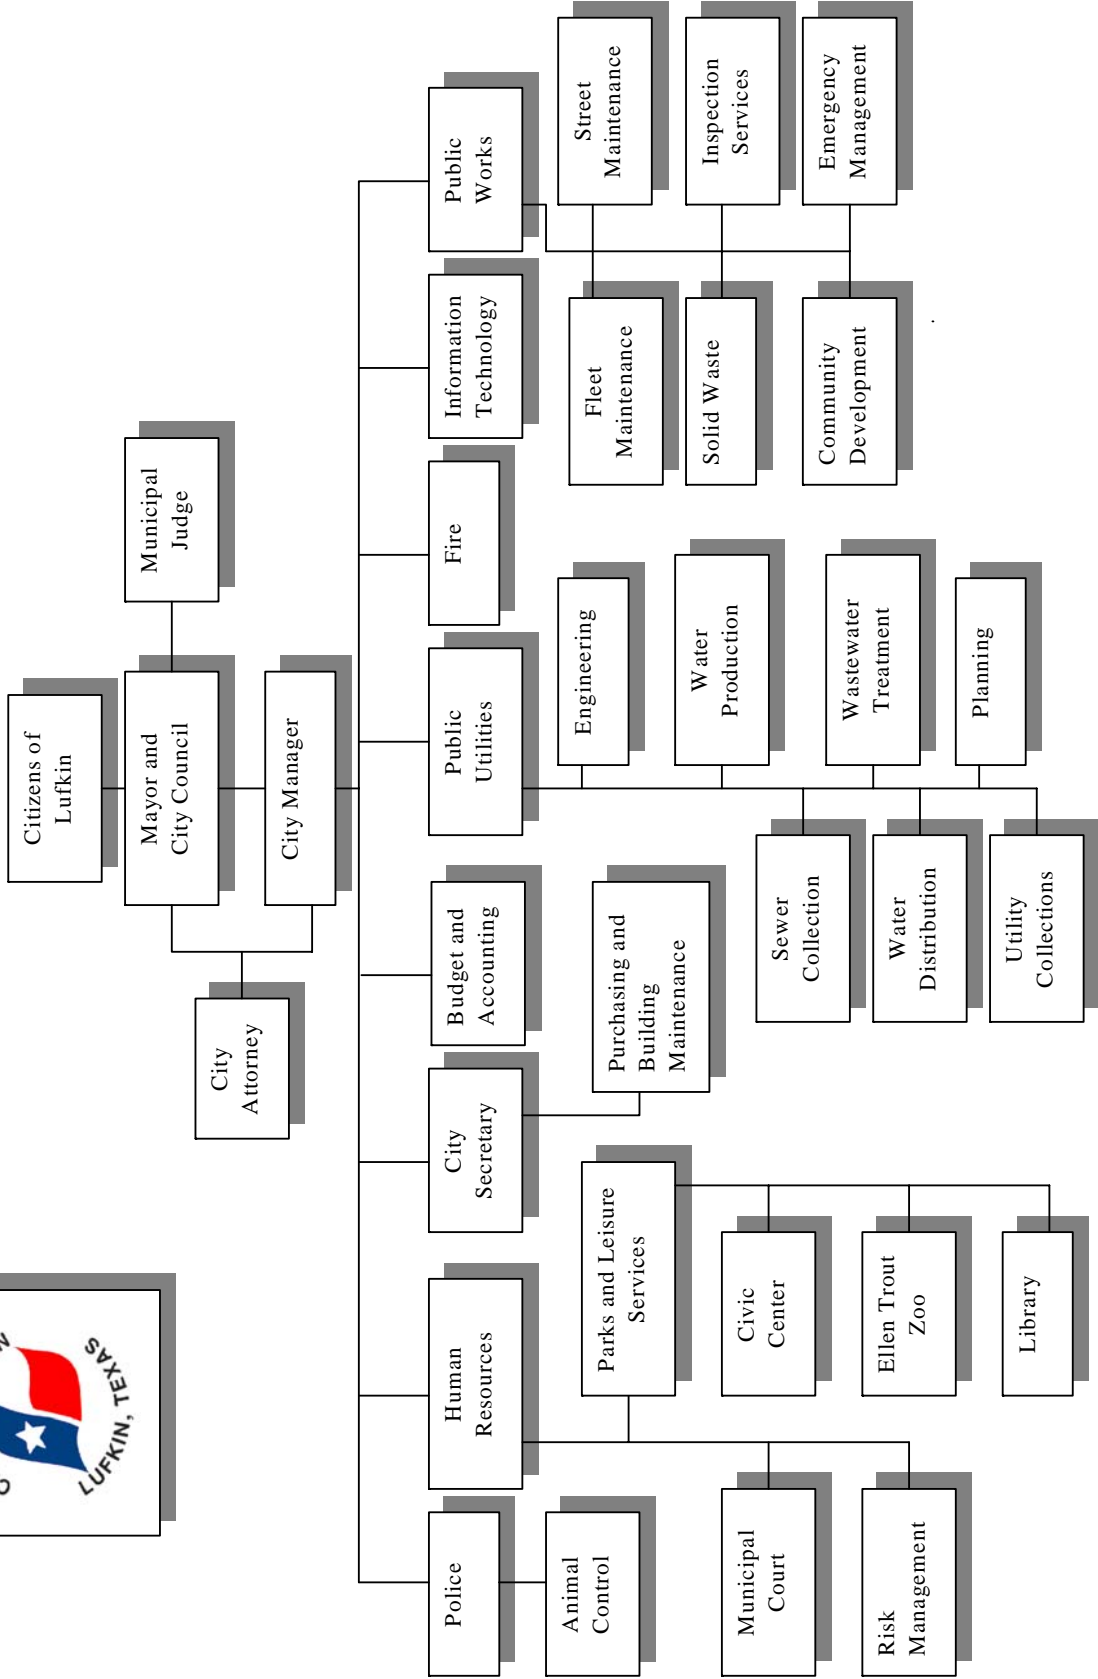 LUFKIN, TEXAS
Citizens of
Lufkin
Mayor and
City Council
Municipal
Judge
City Manager
City
Attorney
Police
Animal
Control
Human
Resources
Parks and Leisure
Services
Civic
Center
Ellen Trout
Zoo
Library
Municipal
Court
Risk
Management
City
Secretary
Purchasing and
Building
Maintenance
Budget and
Accounting
Public
Utilities
Engineering
Water
Production
Sewer
Collection
Wastewater
Treatment
Water
Distribution
Planning
Utility
Collections
Fire
Information
Technology
Public
Works
Street
Maintenance
Fleet
Maintenance
Inspection
Services
Solid Waste
Emergency
Management
Community
Development